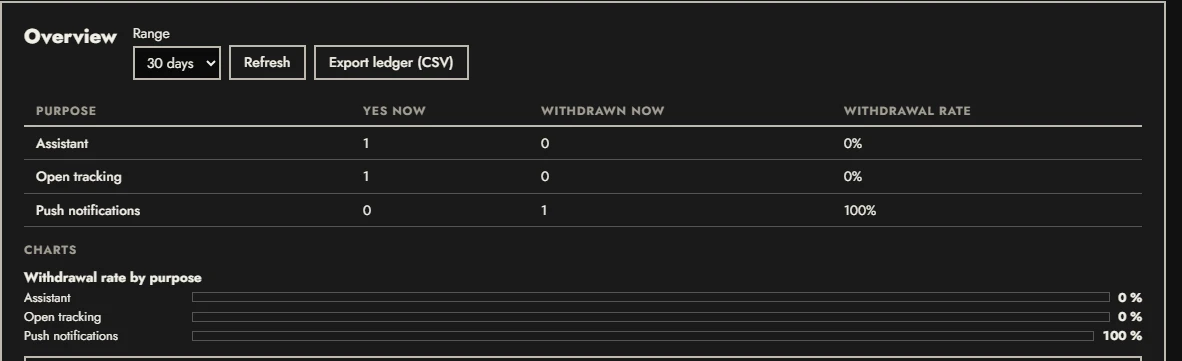 Overview
Range
30 days
Refresh
Export ledger (CSV)
PURPOSE YES NOW WITHDRAWN NOW WITHDRAWAL RATE
Assistant 1 0 0%
Open tracking 1 0 0%
Push notifications 0 1 100%
CHARTS
Withdrawal rate by purpose
Assistant 0 %
Open tracking 0 %
Push notifications 100 %